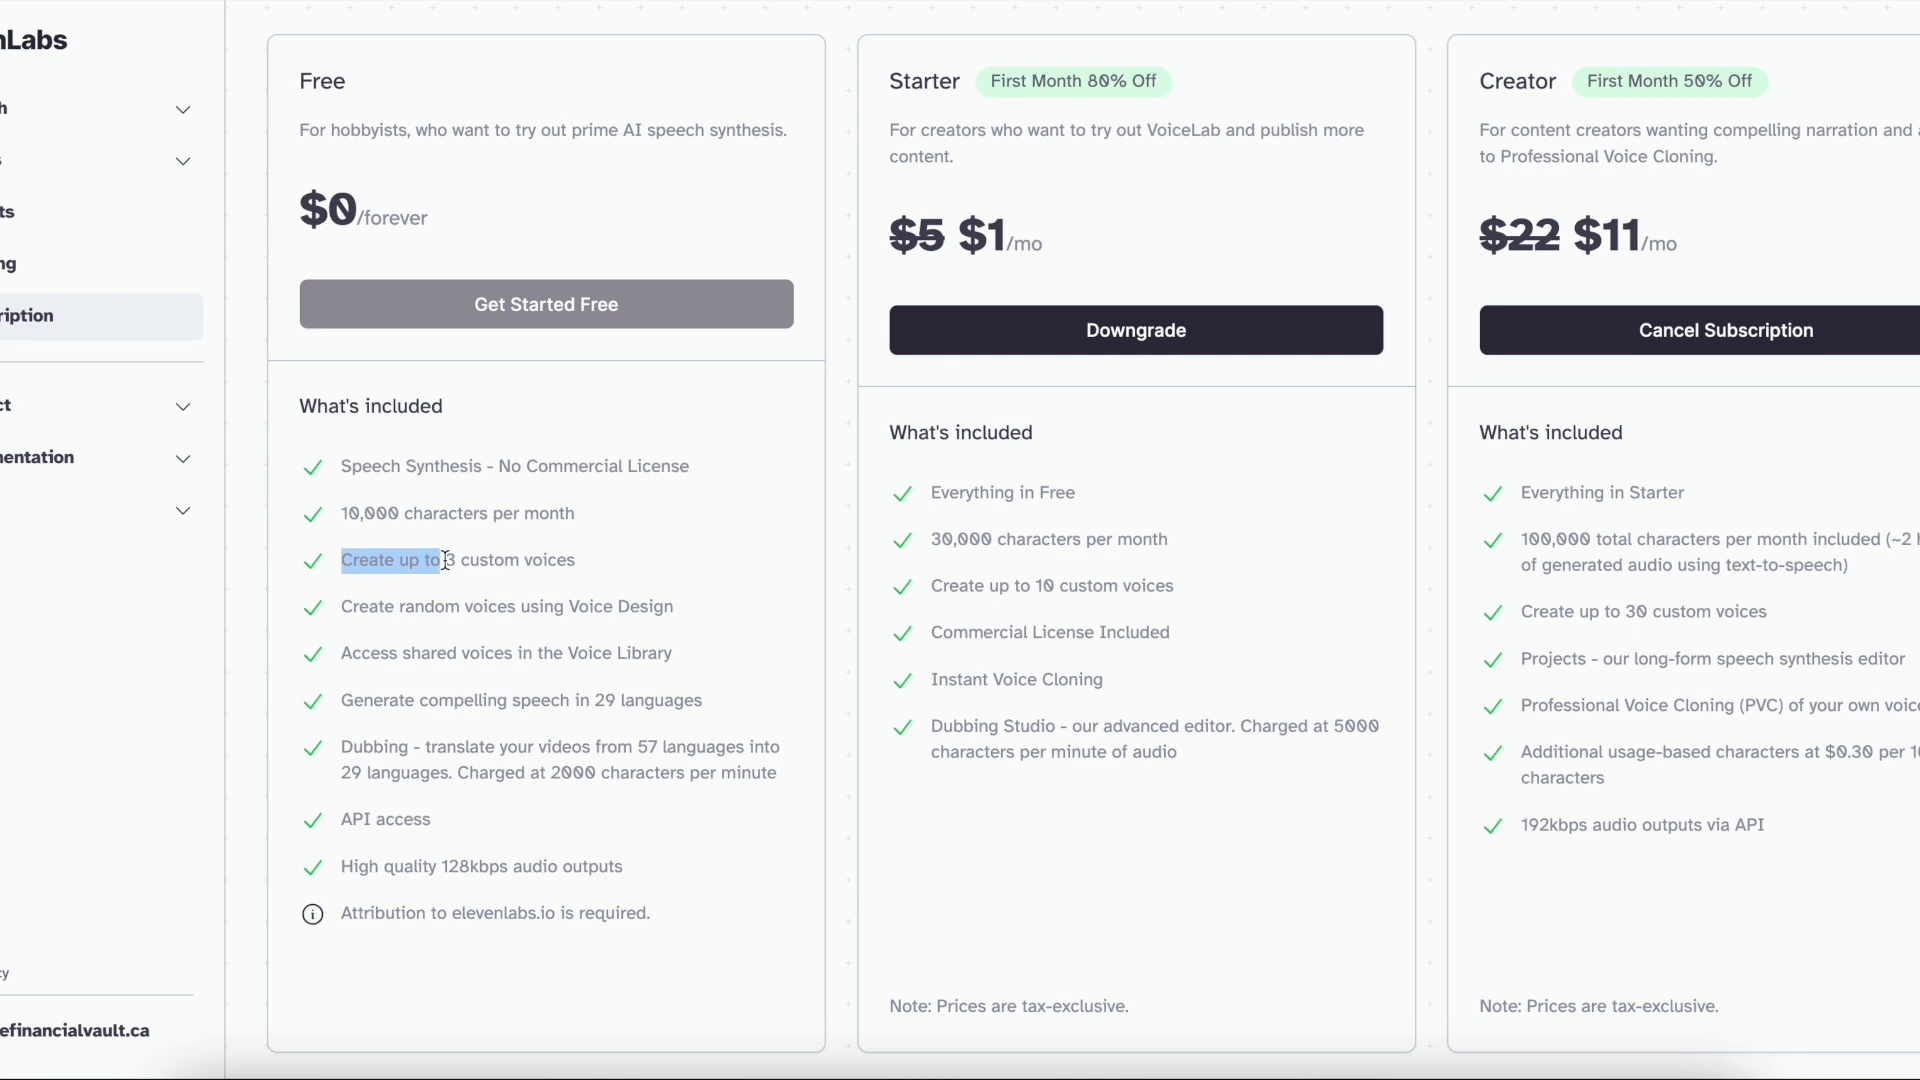 nLabs
h
s
ts
ng
ription
ct
nentation
cy
efinancialvault.ca
Free
For hobbyists, who want to try out prime AI speech synthesis.
$0/forever
Get Started Free
What's included
Speech Synthesis - No Commercial License
10,000 characters per month
Create up to 3 custom voices
Create random voices using Voice Design
Access shared voices in the Voice Library
Generate compelling speech in 29 languages
Dubbing - translate your videos from 57 languages into
29 languages. Charged at 2000 characters per minute
API access
High quality 128kbps audio outputs
Attribution to elevenlabs.io is required.
Starter First Month 80% Off
For creators who want to try out VoiceLab and publish more
content.
$5 $1/mo
Downgrade
What's included
Everything in Free
30,000 characters per month
Create up to 10 custom voices
Commercial License Included
Instant Voice Cloning
Dubbing Studio - our advanced editor. Charged at 5000
characters per minute of audio
Note: Prices are tax-exclusive.
Creator First Month 50% Off
For content creators wanting compelling narration and a
to Professional Voice Cloning.
$22 $11/mo
Cancel Subscription
What's included
Everything in Starter
100,000 total characters per month included (~2 h
of generated audio using text-to-speech)
Create up to 30 custom voices
Projects - our long-form speech synthesis editor
Professional Voice Cloning (PVC) of your own voic
Additional usage-based characters at $0.30 per 1
characters
192kbps audio outputs via API
Note: Prices are tax-exclusive.